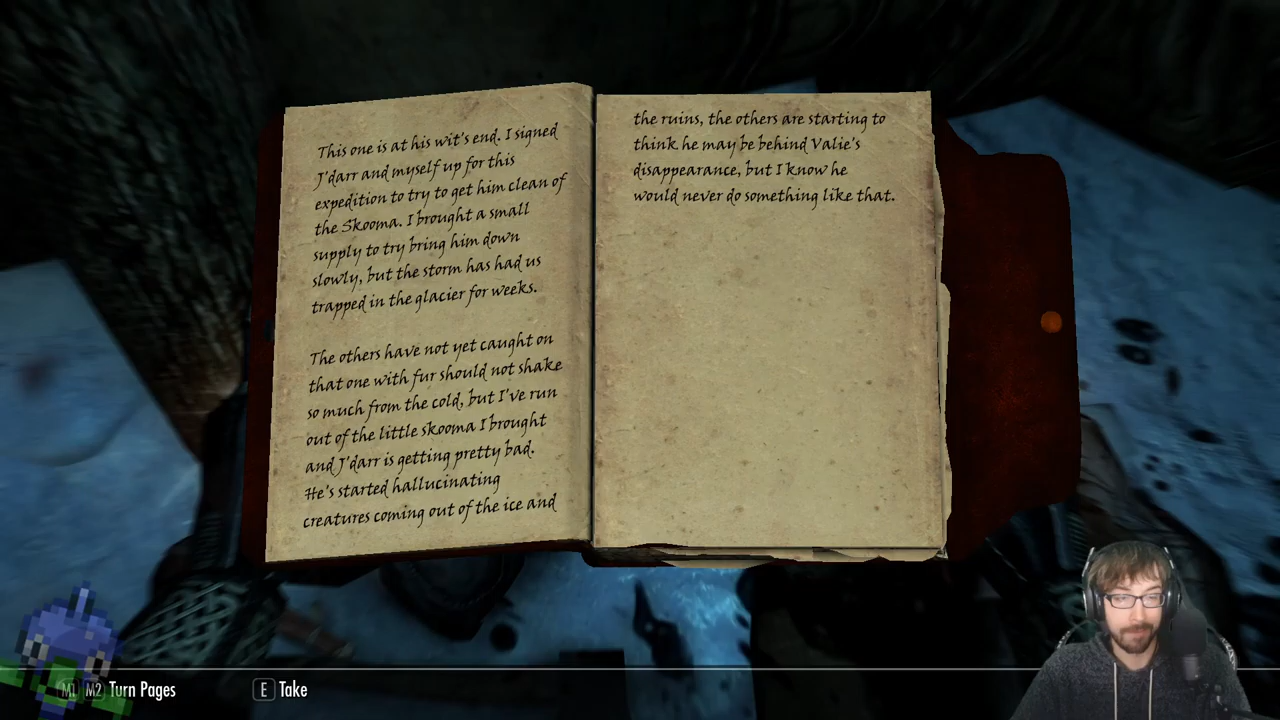 This one is at his wit's end. I signed
J'darr and myself up for this
expedition to try to get him clean of
the Skooma. I brought a small
supply to try bring him down
slowly, but the storm has had us
trapped in the glacier for weeks.
The others have not yet caught on
that one with fur should not shake
so much from the cold, but I've run
out of the little skooma I brought
and J'darr is getting pretty bad.
He's started hallucinating
creatures coming out of the ice and
the ruins, the others are starting to
think he may be behind Valie's
disappearance, but I know he
would never do something like that.
M1 M2 Turn Pages
E Take